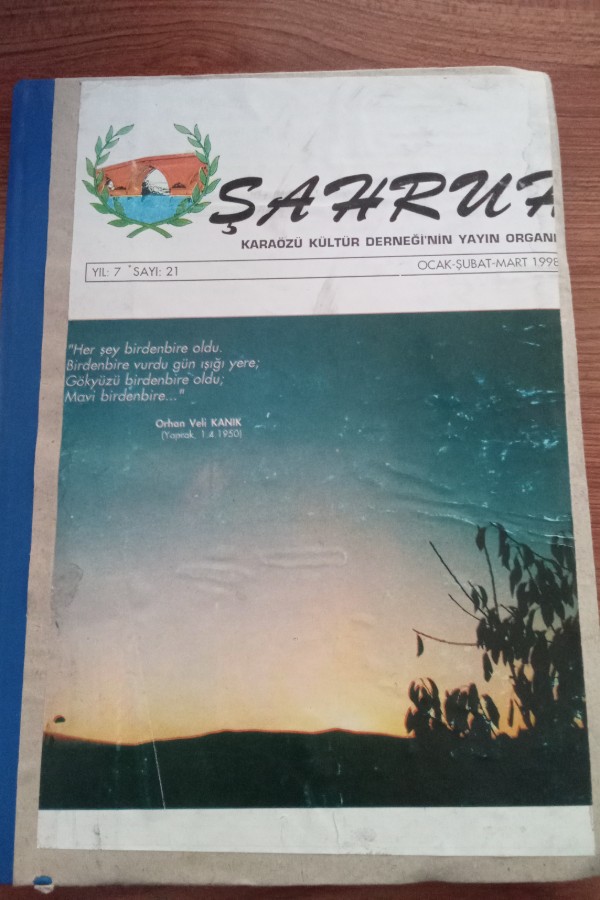 ŞAHRUH
KARAÖZÜ KÜLTÜR DERNEĞİ'NİN YAYIN ORGANI
YIL: 7 SAYI: 21
OCAK-ŞUBAT-MART 1998
"Her şey birdenbire oldu.
Birdenbire vurdu gün ışığı yere;
Gökyüzü birdenbire oldu;
Mavi birdenbire..."
Orhan Veli KANIK
(Yaprak, 1.4.1950)